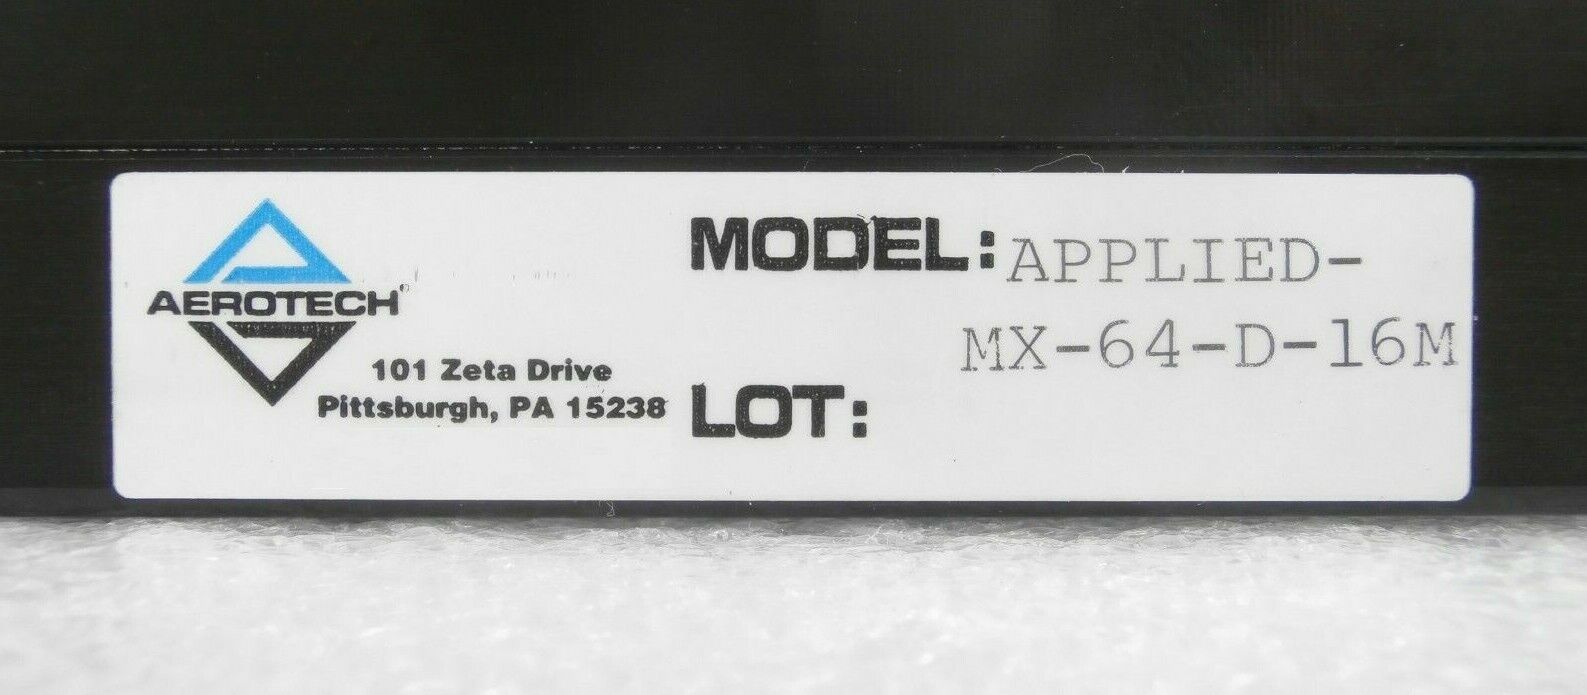 AEROTECH®
101 Zeta Drive
Pittsburgh, PA 15238
MODEL: APPLIED-
MX-64-D-16M
LOT: